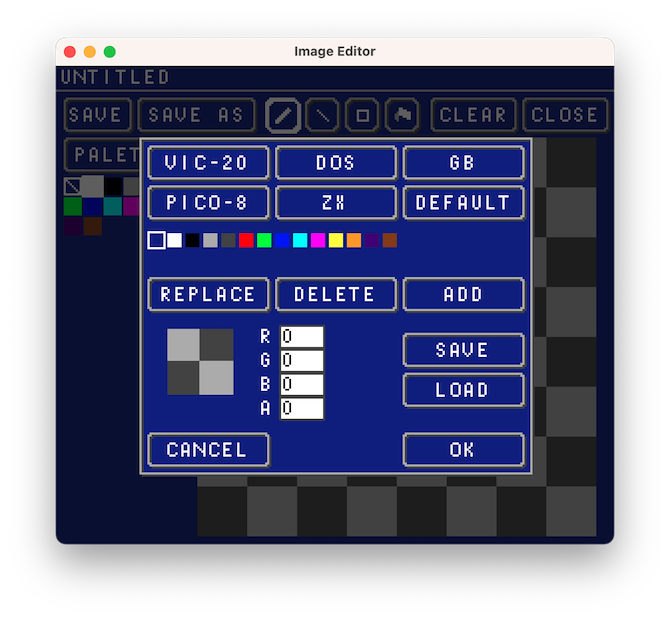 Image Editor
UNTITLED
SAVE SAVE AS CLEAR CLOSE
PALET
VIC-20 DOS GB
PICO-8 ZX DEFAULT
REPLACE DELETE ADD
R 0
G 0
B 0
A 0
SAVE
LOAD
CANCEL OK